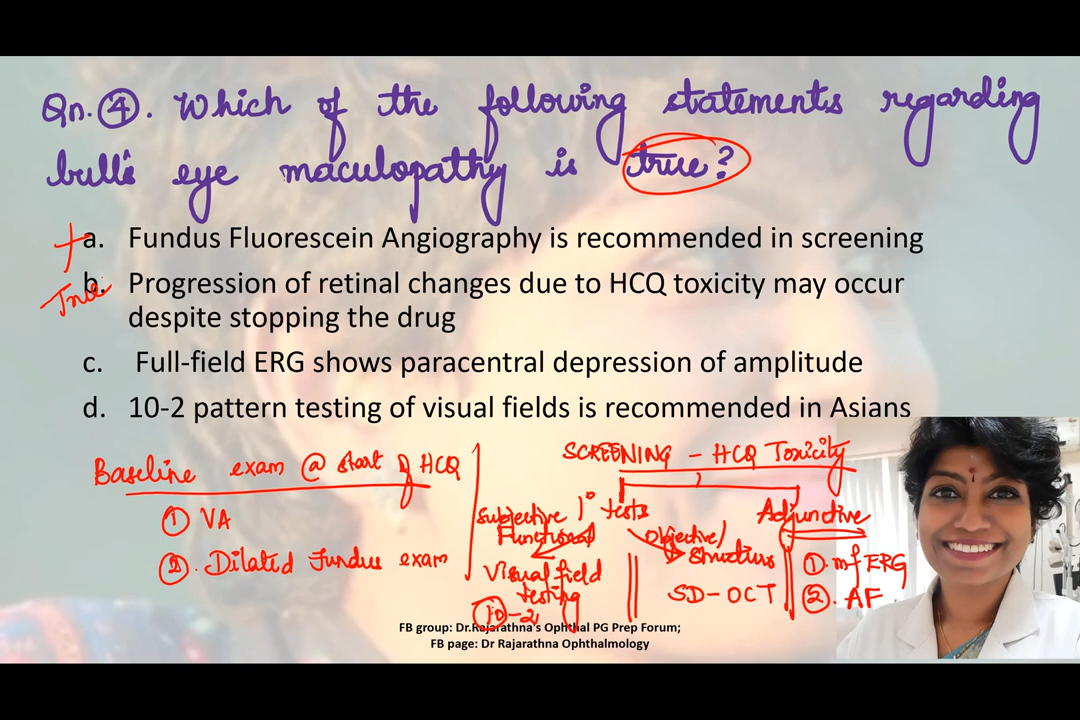 Qn. 4. Which of the following statements regarding
bull's eye maculopathy is true?
a. Fundus Fluorescein Angiography is recommended in screening
True b. Progression of retinal changes due to HCQ toxicity may occur
despite stopping the drug
c. Full-field ERG shows paracentral depression of amplitude
d. 10-2 pattern testing of visual fields is recommended in Asians
Baseline exam @ start of HCQ
① VA
②. Dilated Fundus exam
SCREENING - HCQ Toxicity
1° tests
Subjective
Functional
Visual field
testing
10-2
Objective/
SD-OCT
Adjunctive
①. mfERG
②. AF
FB group: Dr.Rajarathna's Ophthal PG Prep Forum;
FB page: Dr Rajarathna Ophthalmology